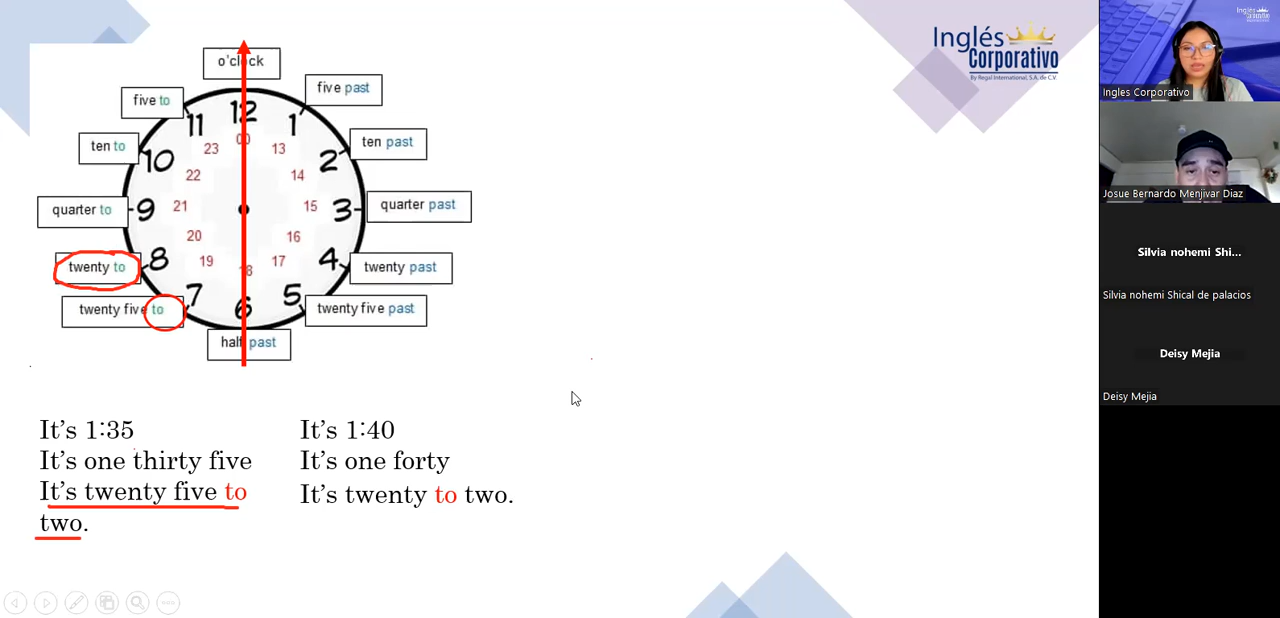 o'clock
five past
ten past
quarter past
twenty past
twenty five past
half past
twenty five to
twenty to
quarter to
ten to
five to
12
1
2
3
4
5
6
7
8
9
10
11
00
13
14
15
16
17
18
19
20
21
22
23
It's 1:35
It's one thirty five
It's twenty five to
two.
It's 1:40
It's one forty
It's twenty to two.
Inglés
Corporativo
By Regal International, S.A. de C.V.
Ingles Corporativo
Josue Bernardo Menjivar Diaz
Silvia nohemi Shi...
Silvia nohemi Shical de palacios
Deisy Mejia
Deisy Mejia